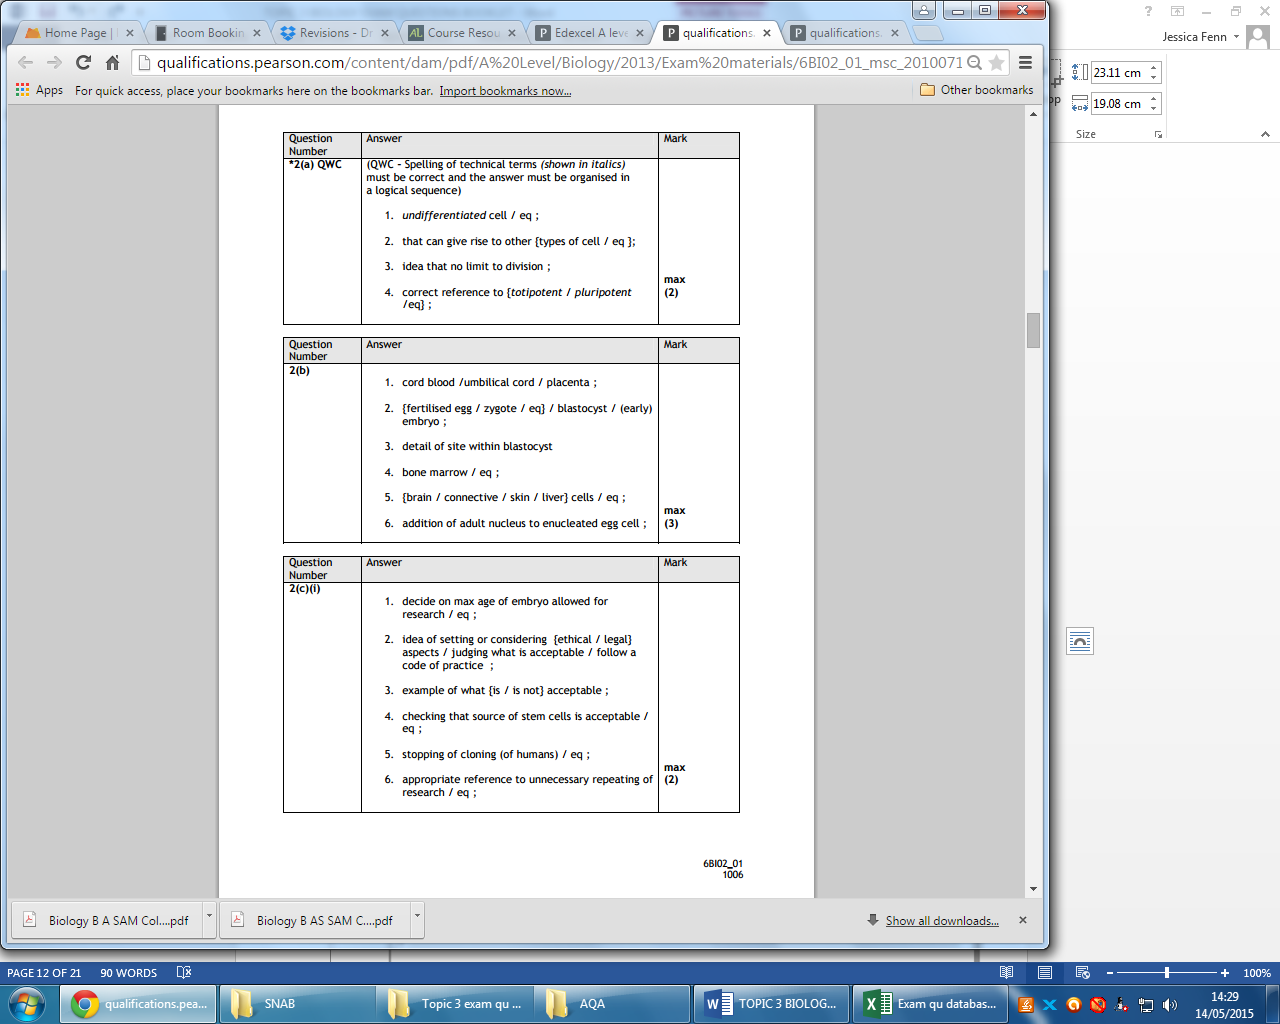 Home Page |
Room Bookin
Revisions - Dr
Course Resou
Edexcel A leve
qualifications.
qualifications.
Jessica Fenn
qualifications.pearson.com/content/dam/pdf/A%20Level/Biology/2013/Exam%20materials/6BI02_01_msc_2010071
23.11 cm
19.08 cm
Size
Apps
For quick access, place your bookmarks here on the bookmarks bar.
Import bookmarks now...
Other bookmarks
Question Number Answer Mark
*2(a) QWC
(QWC – Spelling of technical terms (shown in italics)
must be correct and the answer must be organised in
a logical sequence)
1. undifferentiated cell / eq ;
2. that can give rise to other {types of cell / eq };
3. idea that no limit to division ;
4. correct reference to {totipotent / pluripotent
/eq} ;
max
(2)
Question Number Answer Mark
2(b)
1. cord blood /umbilical cord / placenta ;
2. {fertilised egg / zygote / eq} / blastocyst / (early)
embryo ;
3. detail of site within blastocyst
4. bone marrow / eq ;
5. {brain / connective / skin / liver} cells / eq ;
6. addition of adult nucleus to enucleated egg cell ;
max
(3)
Question Number Answer Mark
2(c)(i)
1. decide on max age of embryo allowed for
research / eq ;
2. idea of setting or considering {ethical / legal}
aspects / judging what is acceptable / follow a
code of practice ;
3. example of what {is / is not} acceptable ;
4. checking that source of stem cells is acceptable /
eq ;
5. stopping of cloning (of humans) / eq ;
6. appropriate reference to unnecessary repeating of
research / eq ;
max
(2)
6BI02_01
1006
Biology B A SAM Col....pdf
Biology B AS SAM C....pdf
Show all downloads...
PAGE 12 OF 21
90 WORDS
100%
qualifications.pea...
SNAB
Topic 3 exam qu ...
AQA
TOPIC 3 BIOLOG...
Exam qu databas...
14:29
14/05/2015